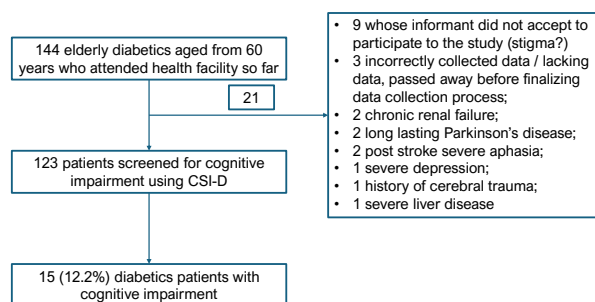 144 elderly diabetics aged from 60
years who attended health facility so far
21
• 9 whose informant did not accept to
participate to the study (stigma?)
• 3 incorrectly collected data / lacking
data, passed away before finalizing
data collection process;
• 2 chronic renal failure;
• 2 long lasting Parkinson's disease;
• 2 post stroke severe aphasia;
• 1 severe depression;
• 1 history of cerebral trauma;
• 1 severe liver disease
123 patients screened for cognitive
impairment using CSI-D
15 (12.2%) diabetics patients with
cognitive impairment